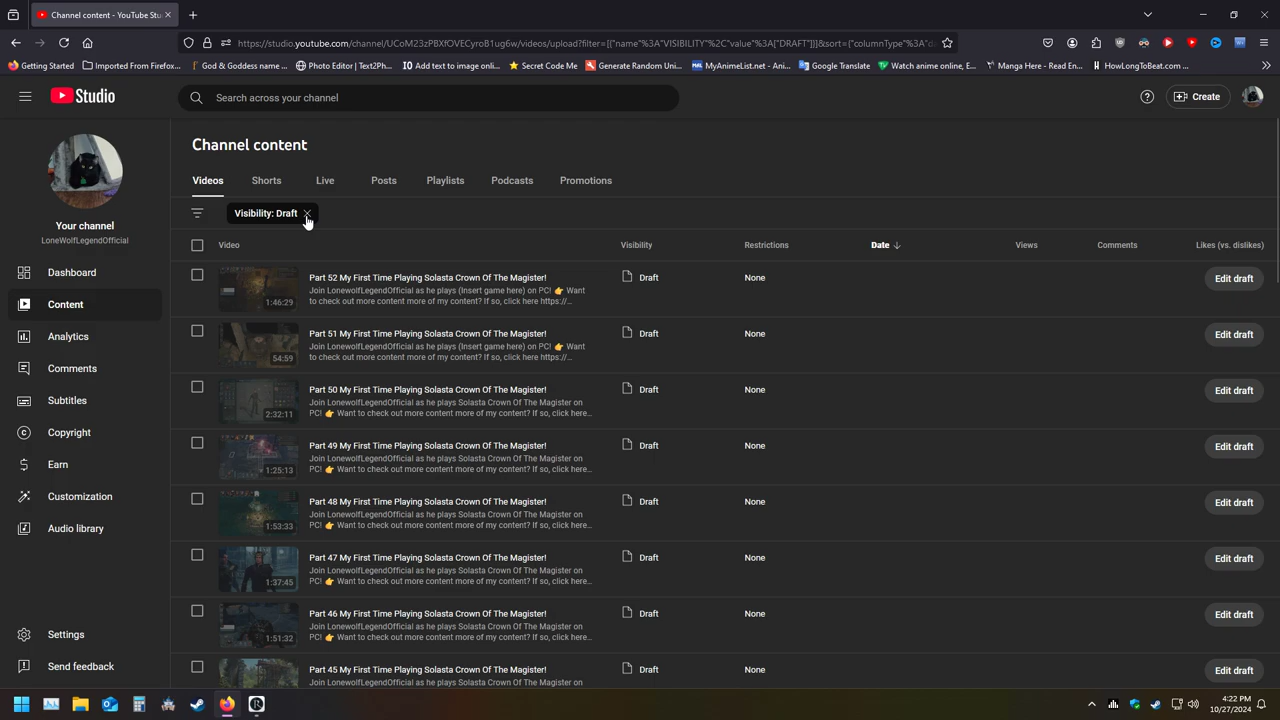 Channel content - YouTube Stu
https://studio.youtube.com/channel/UCoM23zPBXfOVECyroB1ug6w/videos/upload?filter=[{"name"%3A"VISIBILITY"%2C"value"%3A["DRAFT"]}]&sort={"columnType"%3A"d
Getting Started
Imported From Firefox...
God & Goddess name ...
Photo Editor | Text2Ph...
Add text to image onlin...
Secret Code Me
Generate Random Uni...
MyAnimeList.net - Ani...
Google Translate
Watch anime online, E...
Manga Here - Read En...
HowLongToBeat.com ...
Studio
Search across your channel
Create
Your channel
LoneWolfLegendOfficial
Dashboard
Content
Analytics
Comments
Subtitles
Copyright
Earn
Customization
Audio library
Settings
Send feedback
Channel content
Videos Shorts Live Posts Playlists Podcasts Promotions
Visibility: Draft
Video Visibility Restrictions Date Views Comments Likes (vs. dislikes)
1:46:29
Part 52 My First Time Playing Solasta Crown Of The Magister!
Join LonewolfLegendOfficial as he plays (Insert game here) on PC! 👉 Want
to check out more content more of my content? If so, click here https://...
Draft None Edit draft
54:59
Part 51 My First Time Playing Solasta Crown Of The Magister!
Join LonewolfLegendOfficial as he plays (Insert game here) on PC! 👉 Want
to check out more content more of my content? If so, click here https://...
Draft None Edit draft
2:32:11
Part 50 My First Time Playing Solasta Crown Of The Magister!
Join LonewolfLegendOfficial as he plays Solasta Crown Of The Magister on
PC! 👉 Want to check out more content more of my content? If so, click here...
Draft None Edit draft
1:25:13
Part 49 My First Time Playing Solasta Crown Of The Magister!
Join LonewolfLegendOfficial as he plays Solasta Crown Of The Magister on
PC! 👉 Want to check out more content more of my content? If so, click here...
Draft None Edit draft
1:53:33
Part 48 My First Time Playing Solasta Crown Of The Magister!
Join LonewolfLegendOfficial as he plays Solasta Crown Of The Magister on
PC! 👉 Want to check out more content more of my content? If so, click here...
Draft None Edit draft
1:37:45
Part 47 My First Time Playing Solasta Crown Of The Magister!
Join LonewolfLegendOfficial as he plays Solasta Crown Of The Magister on
PC! 👉 Want to check out more content more of my content? If so, click here...
Draft None Edit draft
1:51:32
Part 46 My First Time Playing Solasta Crown Of The Magister!
Join LonewolfLegendOfficial as he plays Solasta Crown Of The Magister on
PC! 👉 Want to check out more content more of my content? If so, click here...
Draft None Edit draft
Part 45 My First Time Playing Solasta Crown Of The Magister!
Join LonewolfLegendOfficial as he plays Solasta Crown Of The Magister on
Draft None Edit draft
4:22 PM
10/27/2024